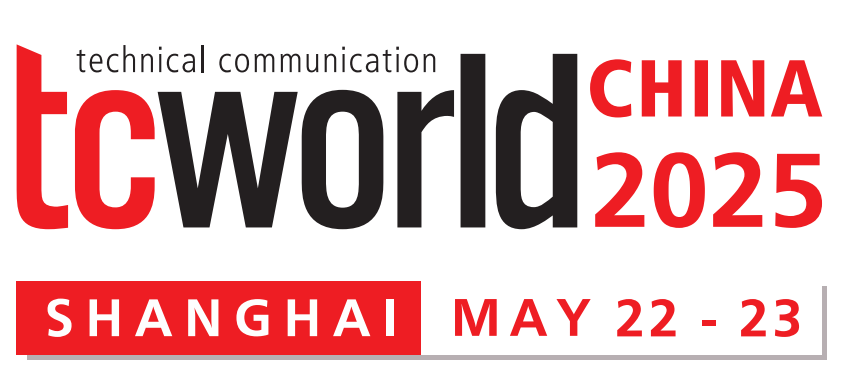 technical communication
tcworld CHINA
2025
SHANGHAI MAY 22 - 23